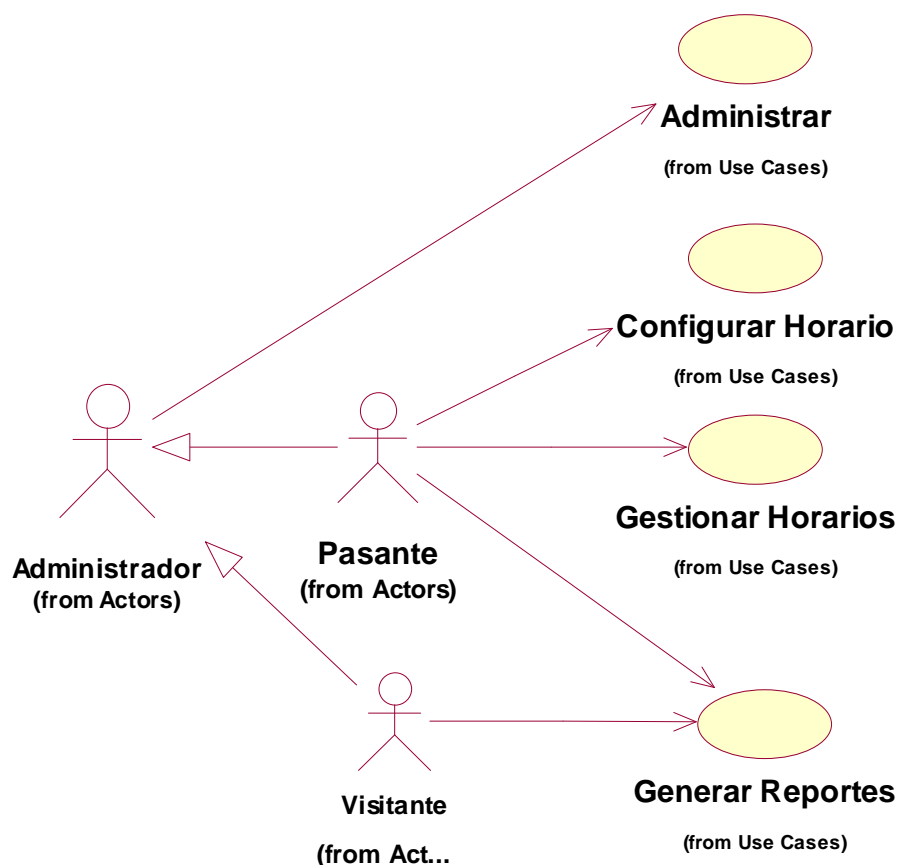 Administrar
(from Use Cases)
Configurar Horario
(from Use Cases)
Gestionar Horarios
(from Use Cases)
Administrador
(from Actors)
Pasante
(from Actors)
Visitante
(from Act...
Generar Reportes
(from Use Cases)